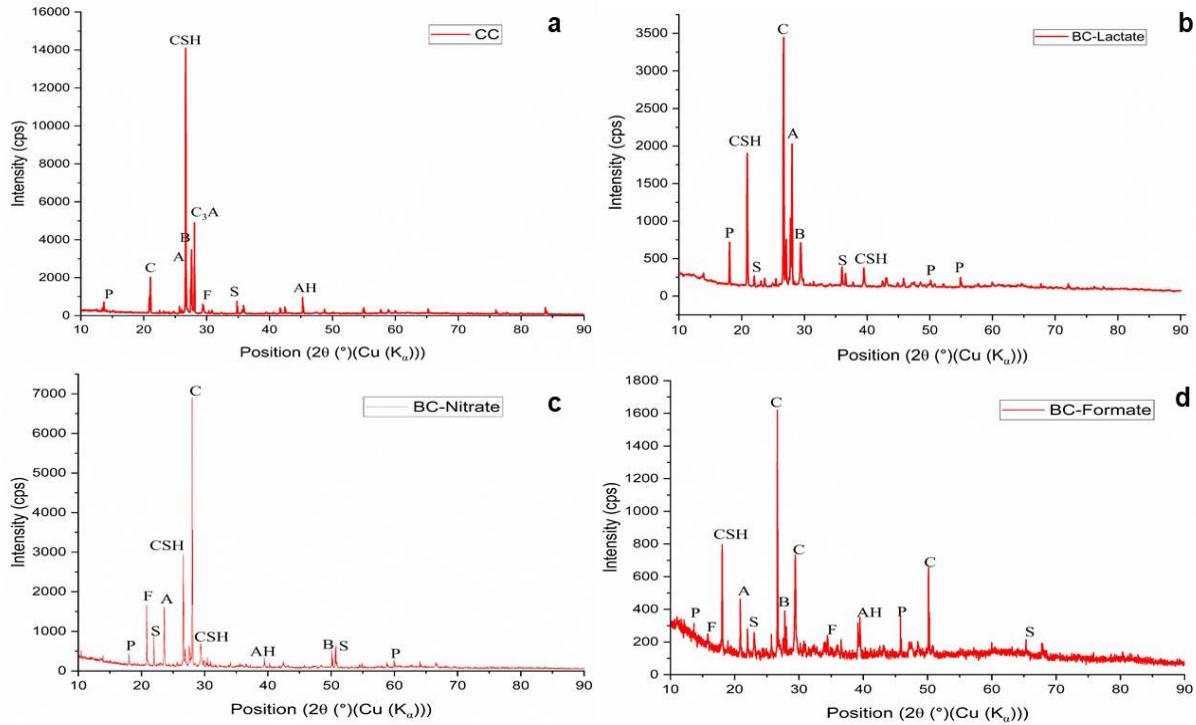 a
CC
16000
14000
12000
10000
8000
6000
4000
2000
0
Intensity (cps)
CSH
C₃A
B
A
C
P
F
S
AH
10 20 30 40 50 60 70 80 90
Position (2θ (°)(Cu (Kα)))
b
BC-Lactate
3500
3000
2500
2000
1500
1000
500
0
Intensity (cps)
C
A
CSH
P
B
S
S
CSH
P
P
10 20 30 40 50 60 70 80 90
Position (2θ (°)(Cu (Kα)))
c
BC-Nitrate
7000
6000
5000
4000
3000
2000
1000
0
Intensity (cps)
C
CSH
F
A
S
P
CSH
AH
B
S
P
10 20 30 40 50 60 70 80 90
Position (2θ (°)(Cu (Kα)))
d
BC-Formate
1800
1600
1400
1200
1000
800
600
400
200
0
Intensity (cps)
C
CSH
C
C
A
B
P
F
S
F
AH
P
S
10 20 30 40 50 60 70 80 90
Position (2θ (°)(Cu (Kα)))